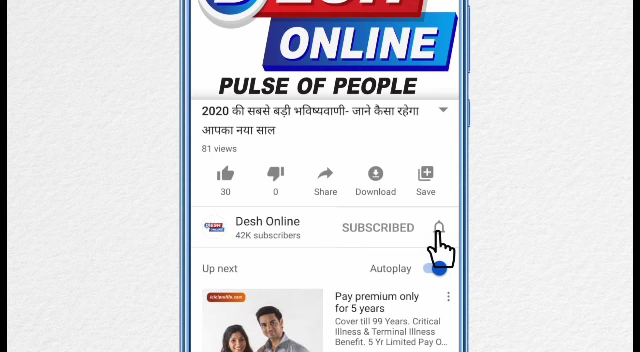 DESH
ONLINE
PULSE OF PEOPLE
2020 की सबसे बड़ी भविष्यवाणी- जाने कैसा रहेगा
आपका नया साल
81 views
30
0
Share
Download
Save
DESH
Desh Online
SUBSCRIBED
42K subscribers
Up next
Autoplay
Pay premium only
for 5 years
Cover till 99 Years. Critical
Illness & Terminal Illness
Benefit. 5 Yr Limited Pay O...